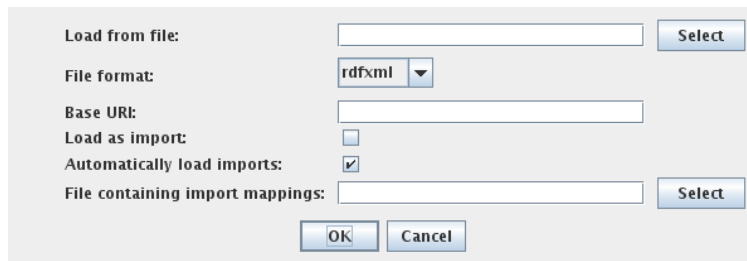 Load from file: Select
File format: rdfxml
Base URI:
Load as import:
Automatically load imports:
File containing import mappings: Select
OK Cancel